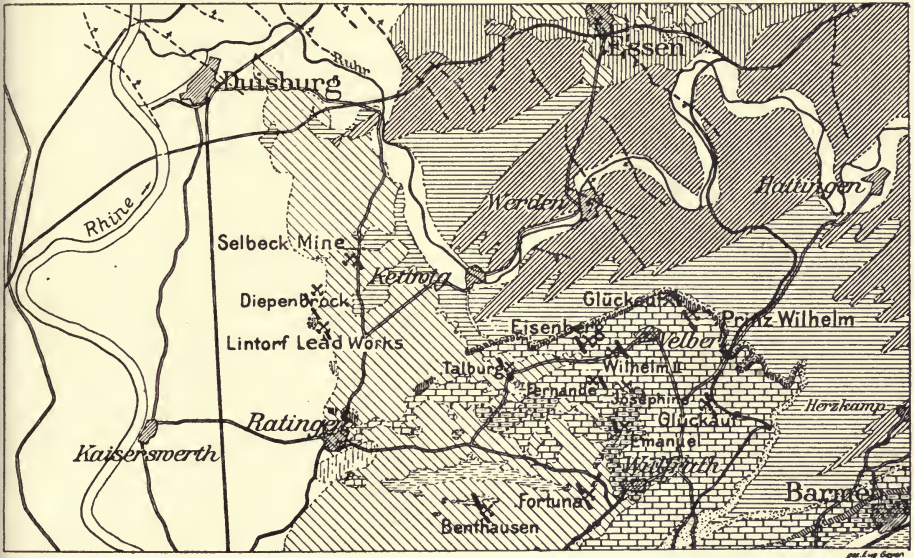 Essen
Duisburg
Ruhr
Werden
Hattingen
Rhine
Selbeck Mine
Kettwig
Diepenbrock
Glückauf
Prinz Wilhelm
Eisenberg
Velbert
Lintorf Lead Works
Talburg
Wilhelm II
Fernande
Josephine
Herzkamp
Ratingen
Glückauf
Emanuel
Kaiserswerth
Wülfrath
Barmen
Fortuna
Benthausen